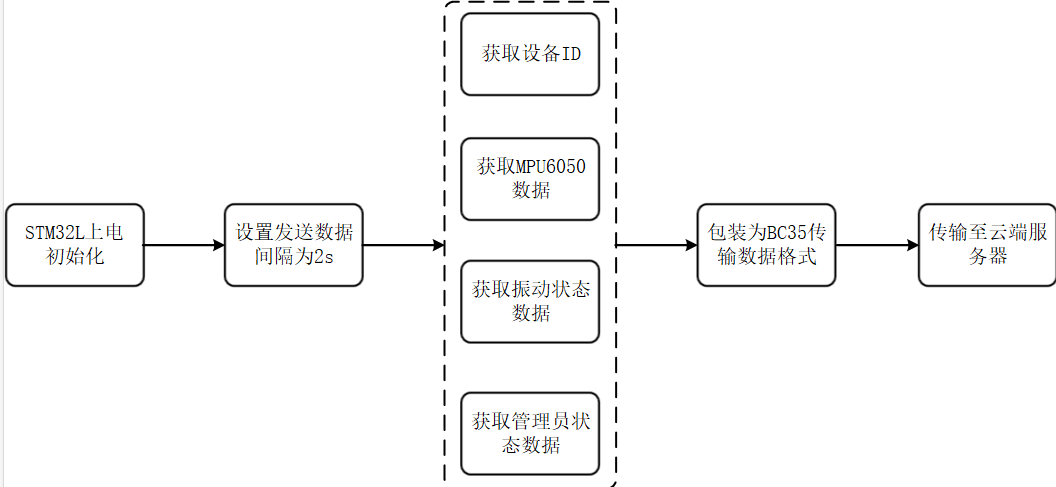 STM32L上电
初始化
设置发送数据
间隔为2s
获取设备ID
获取MPU6050
数据
获取振动状态
数据
获取管理员状
态数据
包装为BC35传
输数据格式
传输至云端服
务器